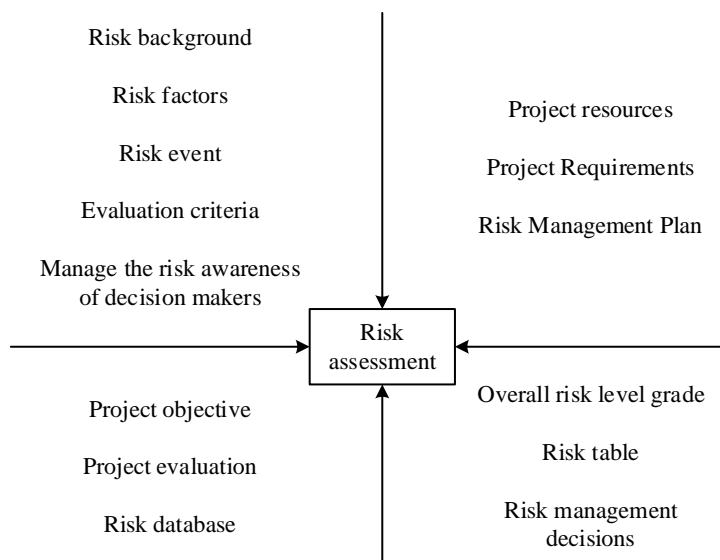 Risk background
Risk factors
Risk event
Evaluation criteria
Manage the risk awareness
of decision makers
Project resources
Project Requirements
Risk Management Plan
Risk
assessment
Project objective
Project evaluation
Risk database
Overall risk level grade
Risk table
Risk management
decisions